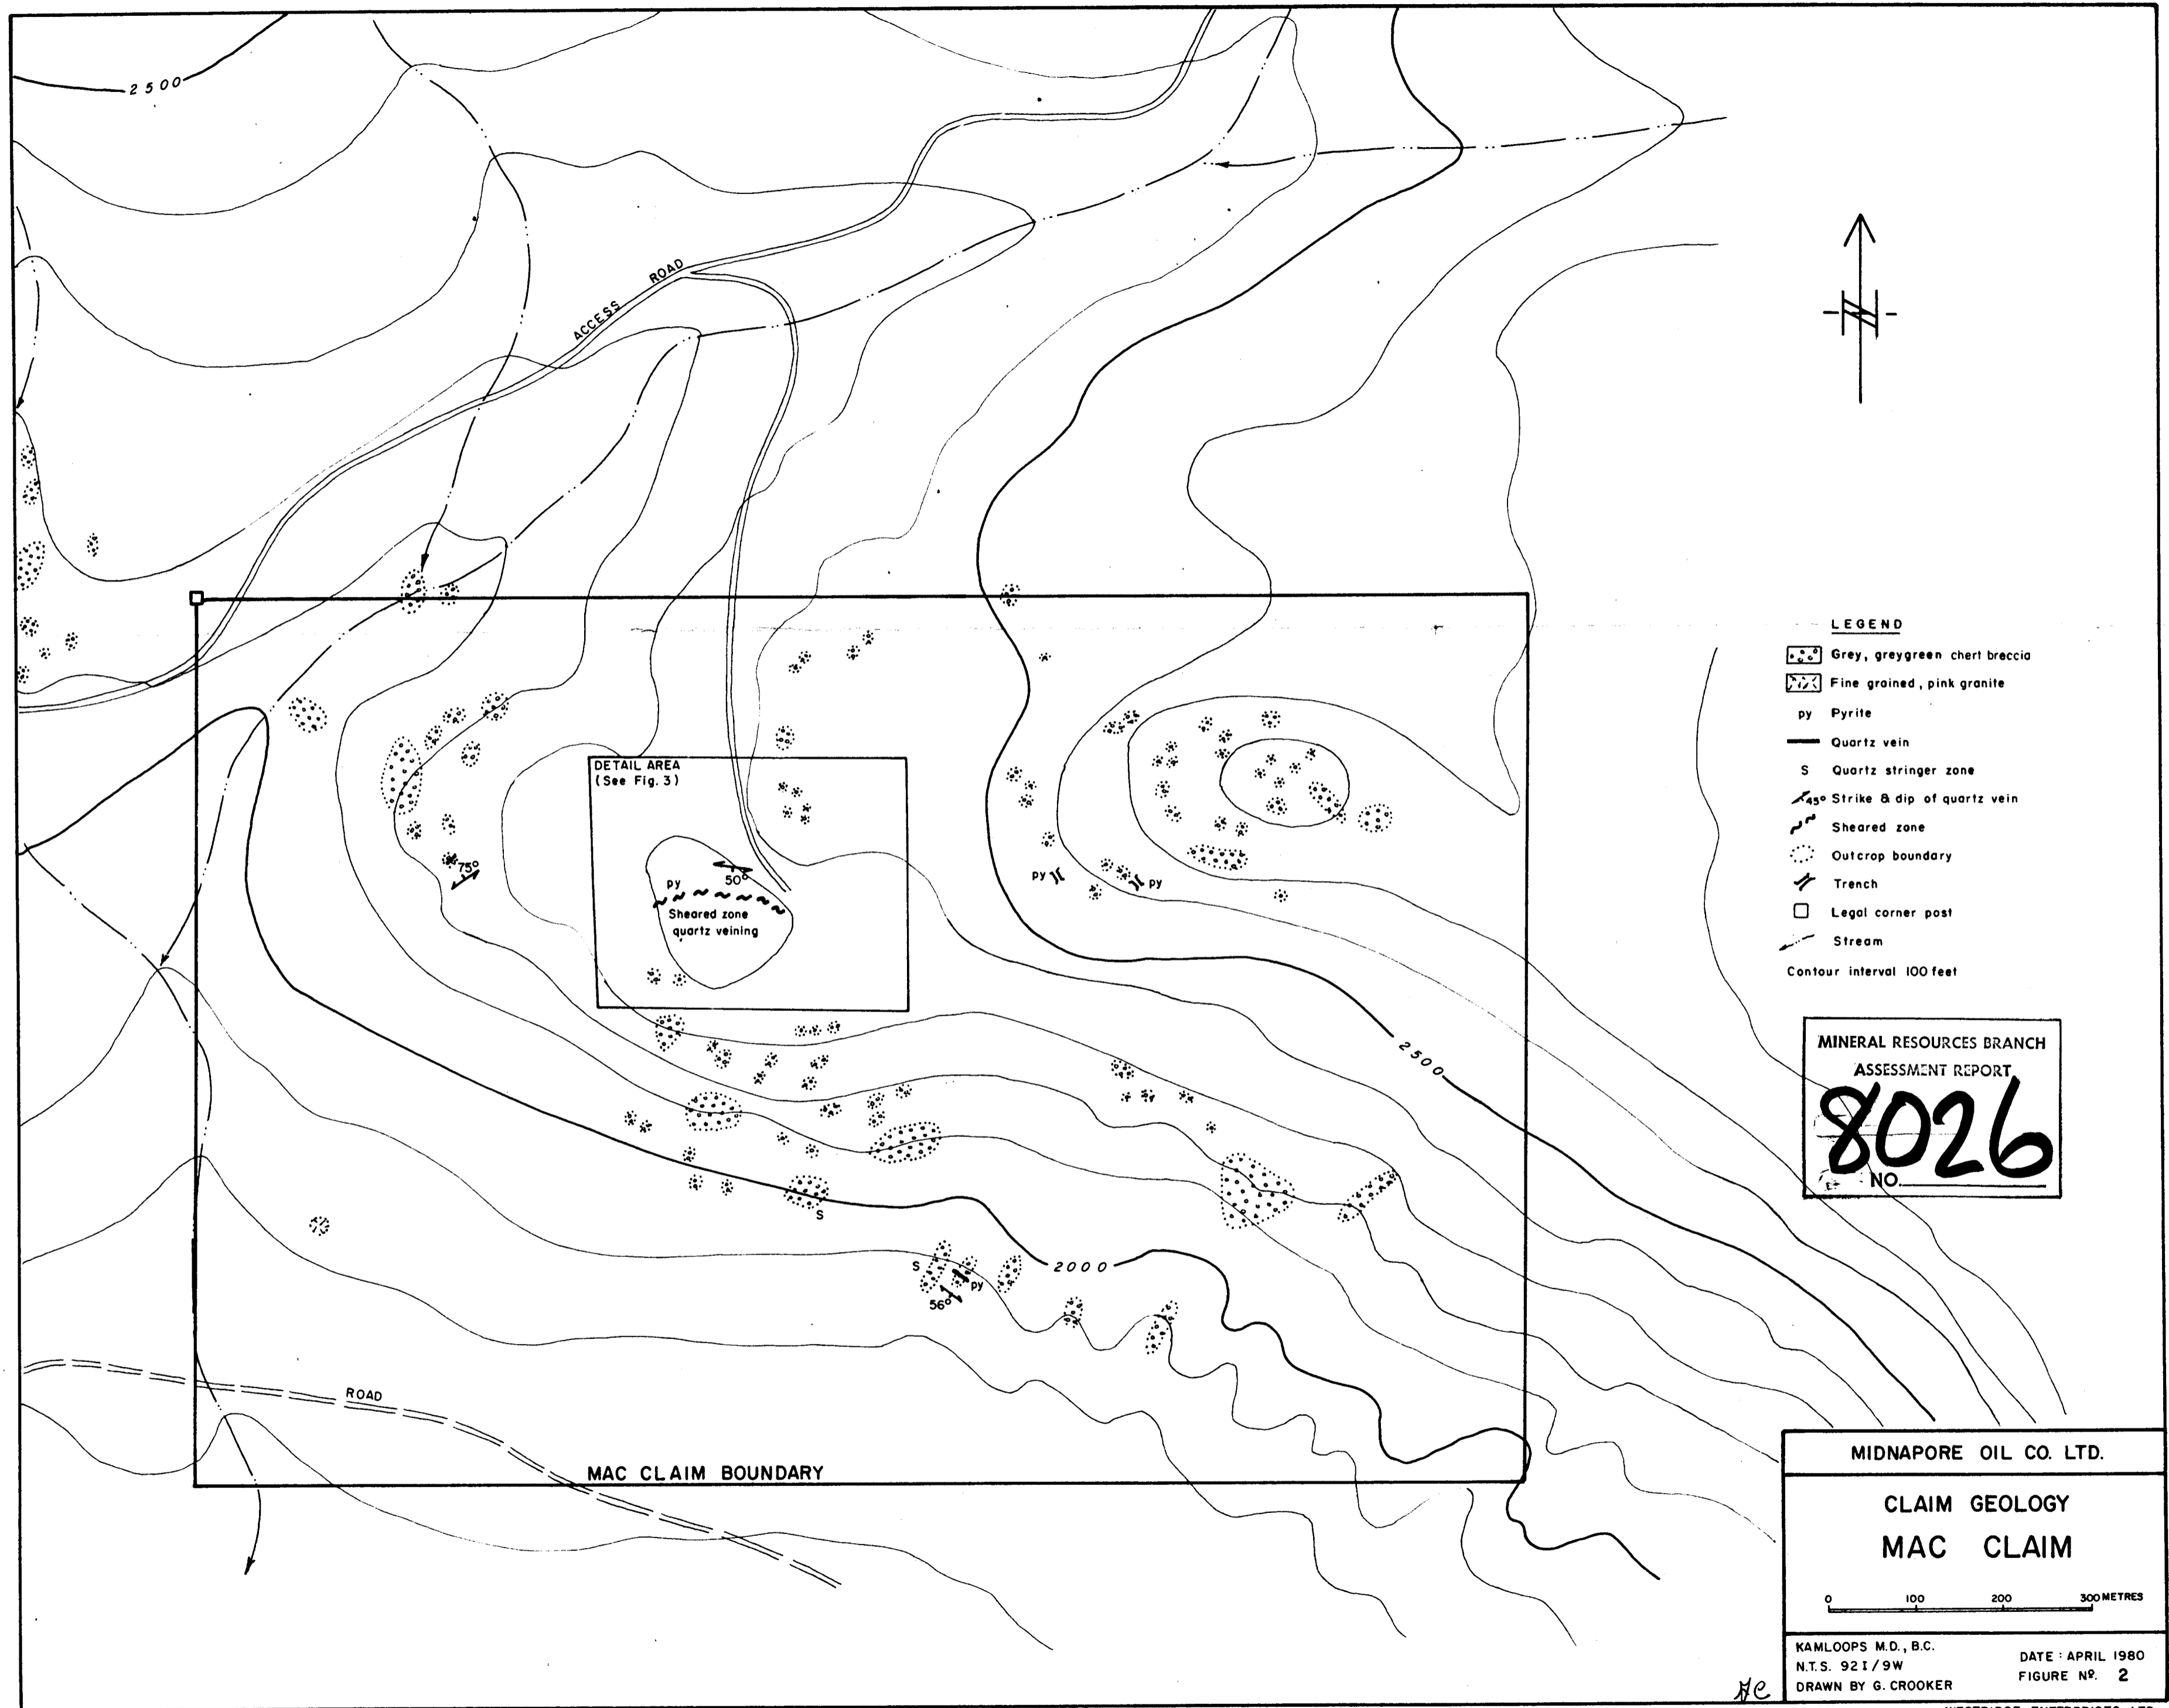 2500
ACCESS ROAD
N
LEGEND
Grey, greygreen chert breccia
Fine grained, pink granite
py Pyrite
Quartz vein
S Quartz stringer zone
45° Strike & dip of quartz vein
Sheared zone
Outcrop boundary
Trench
Legal corner post
Stream
Contour interval 100 feet
DETAIL AREA
(See Fig. 3)
75°
50°
py
Sheared zone
quartz veining
py
py
2500
MINERAL RESOURCES BRANCH
ASSESSMENT REPORT
8026
NO.
S
2000
S
py
56°
ROAD
MAC CLAIM BOUNDARY
MIDNAPORE OIL CO. LTD.
CLAIM GEOLOGY
MAC CLAIM
0 100 200 300 METRES
KAMLOOPS M.D., B.C.
N.T.S. 92 I / 9W
DRAWN BY G. CROOKER
DATE : APRIL 1980
FIGURE Nº. 2